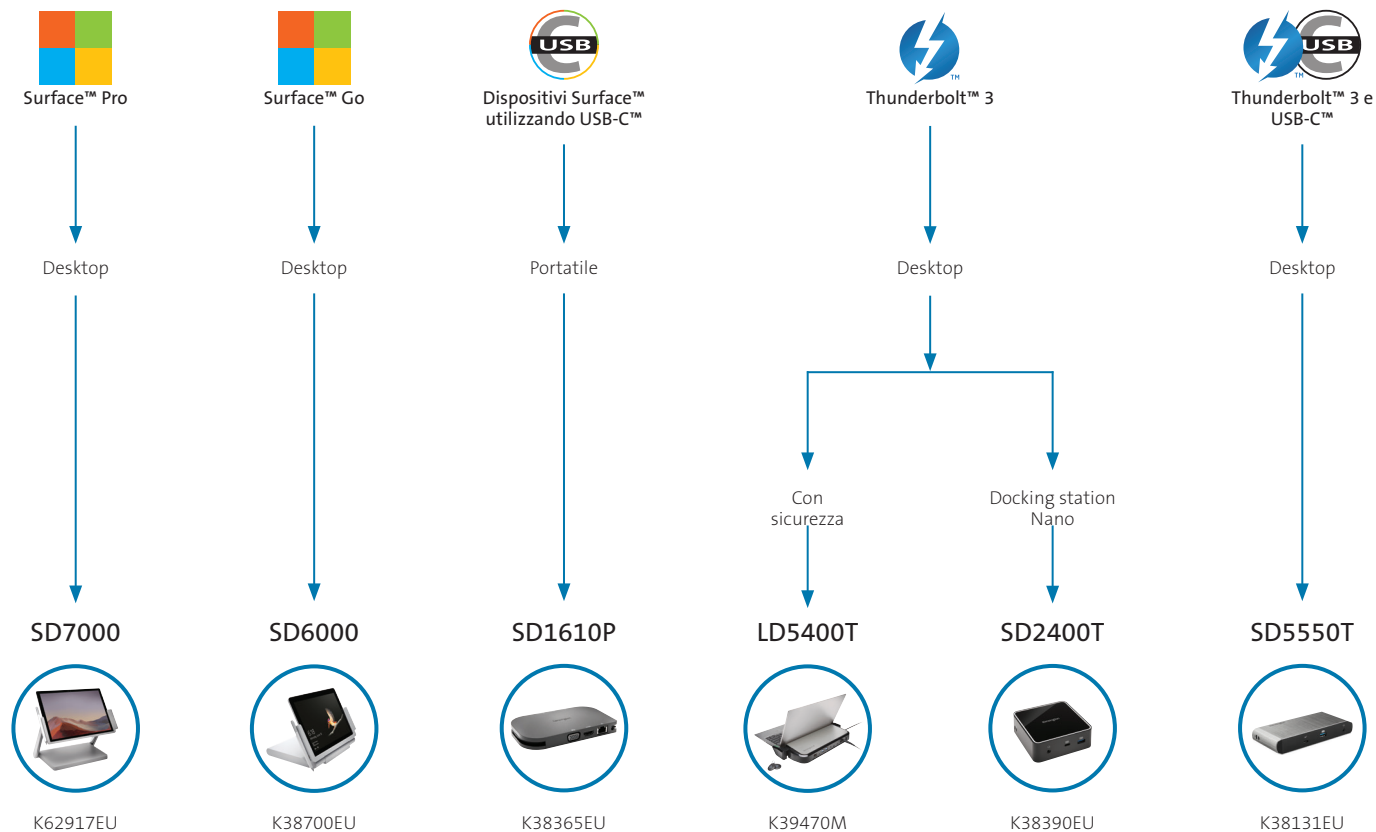 USB
USB
Surface™ Pro
Surface™ Go
Dispositivi Surface™
utilizzando USB-C™
Thunderbolt™ 3
Thunderbolt™ 3 e
USB-C™
Desktop
Desktop
Portatile
Desktop
Desktop
Con
sicurezza
Docking station
Nano
SD7000
SD6000
SD1610P
LD5400T
SD2400T
SD5550T
K62917EU
K38700EU
K38365EU
K39470M
K38390EU
K38131EU